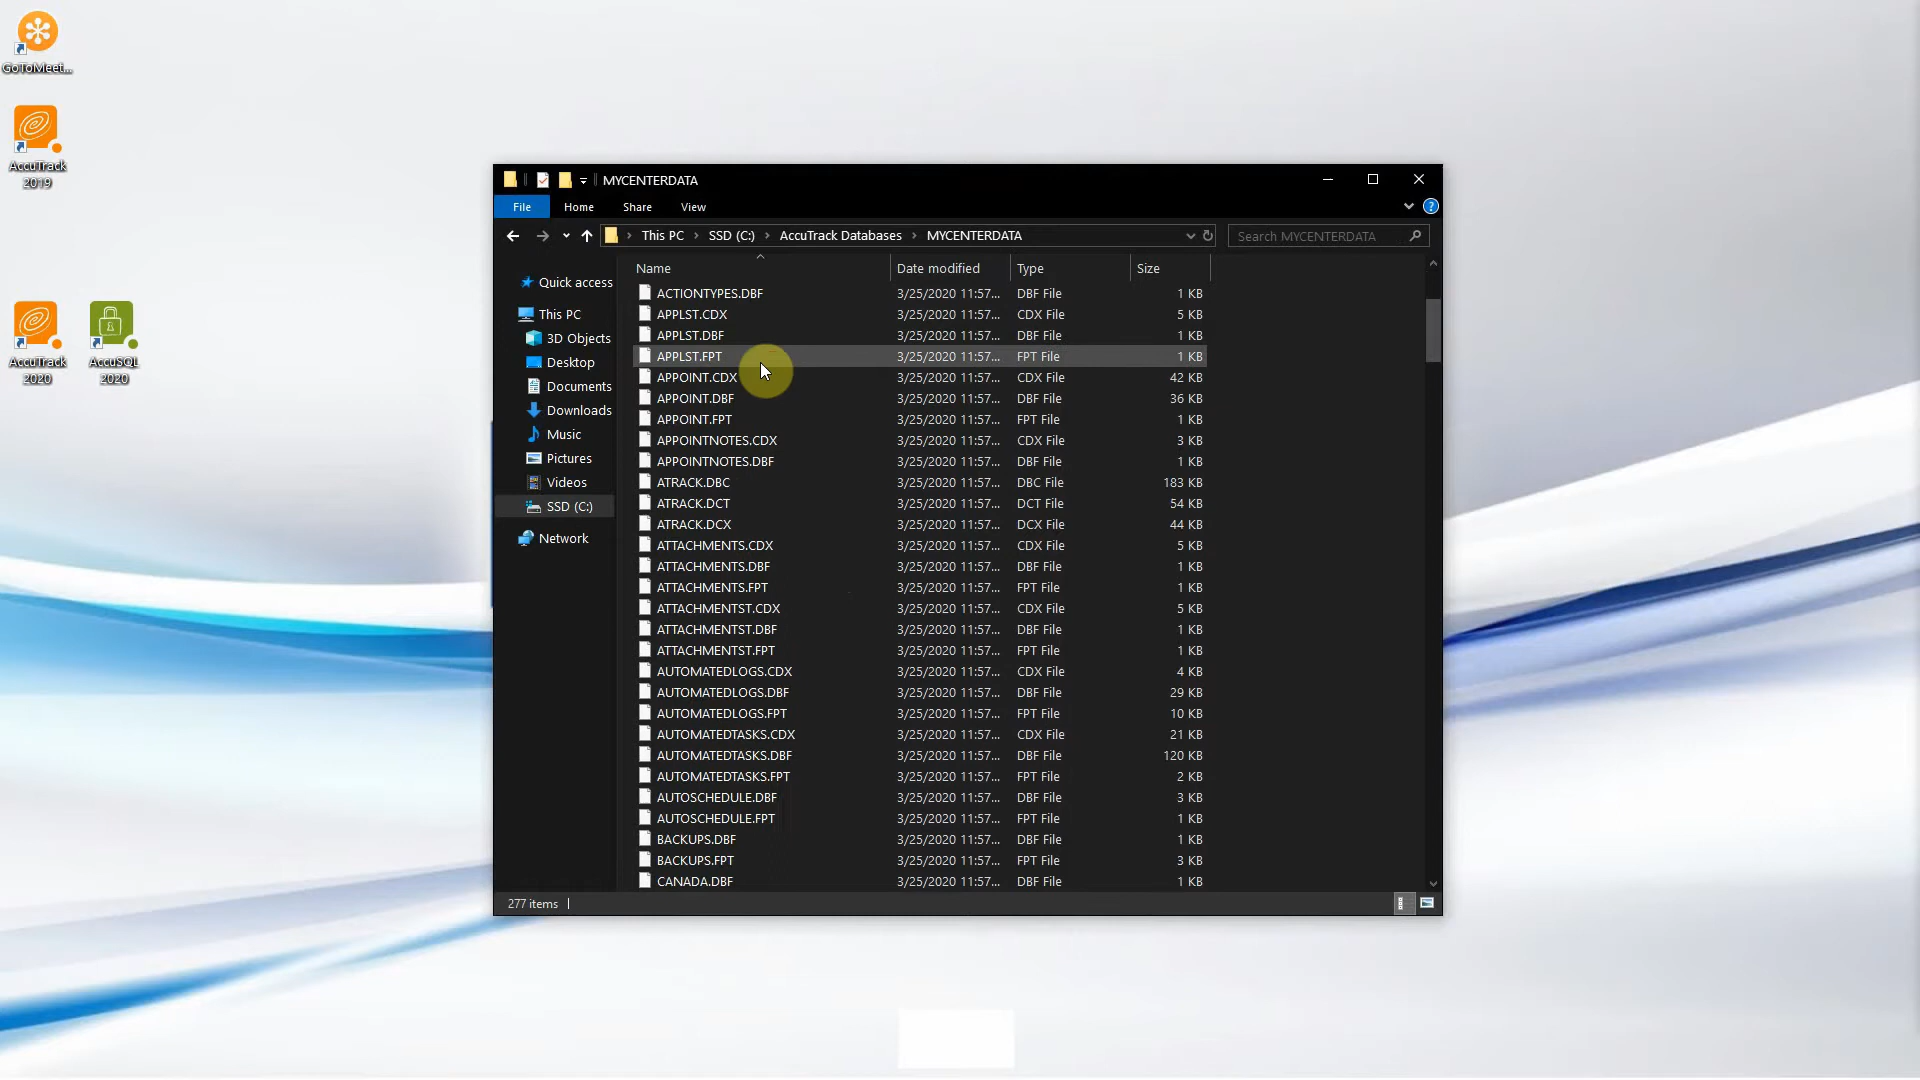 GoToMeet...
AccuTrack
2019
AccuTrack
2020
AccuSQL
2020
MYCENTERDATA
File Home Share View
This PC › SSD (C:) › AccuTrack Databases › MYCENTERDATA
Search MYCENTERDATA
Quick access
This PC
3D Objects
Desktop
Documents
Downloads
Music
Pictures
Videos
SSD (C:)
Network
Name Date modified Type Size
ACTIONTYPES.DBF 3/25/2020 11:57... DBF File 1 KB
APPLST.CDX 3/25/2020 11:57... CDX File 5 KB
APPLST.DBF 3/25/2020 11:57... DBF File 1 KB
APPLST.FPT 3/25/2020 11:57... FPT File 1 KB
APPOINT.CDX 3/25/2020 11:57... CDX File 42 KB
APPOINT.DBF 3/25/2020 11:57... DBF File 36 KB
APPOINT.FPT 3/25/2020 11:57... FPT File 1 KB
APPOINTNOTES.CDX 3/25/2020 11:57... CDX File 3 KB
APPOINTNOTES.DBF 3/25/2020 11:57... DBF File 1 KB
ATRACK.DBC 3/25/2020 11:57... DBC File 183 KB
ATRACK.DCT 3/25/2020 11:57... DCT File 54 KB
ATRACK.DCX 3/25/2020 11:57... DCX File 44 KB
ATTACHMENTS.CDX 3/25/2020 11:57... CDX File 5 KB
ATTACHMENTS.DBF 3/25/2020 11:57... DBF File 1 KB
ATTACHMENTS.FPT 3/25/2020 11:57... FPT File 1 KB
ATTACHMENTST.CDX 3/25/2020 11:57... CDX File 5 KB
ATTACHMENTST.DBF 3/25/2020 11:57... DBF File 1 KB
ATTACHMENTST.FPT 3/25/2020 11:57... FPT File 1 KB
AUTOMATEDLOGS.CDX 3/25/2020 11:57... CDX File 4 KB
AUTOMATEDLOGS.DBF 3/25/2020 11:57... DBF File 29 KB
AUTOMATEDLOGS.FPT 3/25/2020 11:57... FPT File 10 KB
AUTOMATEDTASKS.CDX 3/25/2020 11:57... CDX File 21 KB
AUTOMATEDTASKS.DBF 3/25/2020 11:57... DBF File 120 KB
AUTOMATEDTASKS.FPT 3/25/2020 11:57... FPT File 2 KB
AUTOSCHEDULE.DBF 3/25/2020 11:57... DBF File 3 KB
AUTOSCHEDULE.FPT 3/25/2020 11:57... FPT File 1 KB
BACKUPS.DBF 3/25/2020 11:57... DBF File 1 KB
BACKUPS.FPT 3/25/2020 11:57... FPT File 3 KB
CANADA.DBF 3/25/2020 11:57... DBF File 1 KB
277 items